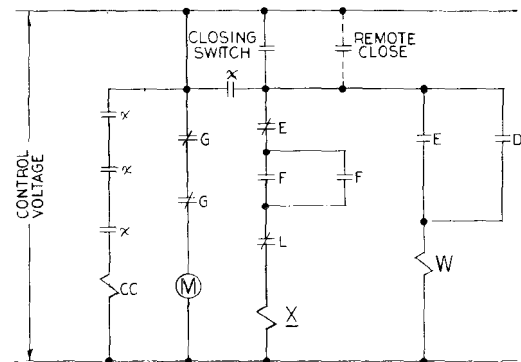 CLOSING
SWITCH
REMOTE
CLOSE
x
x
x
x
G
G
E
F
F
L
E
D
CONTROL
VOLTAGE
CC
M
X
W